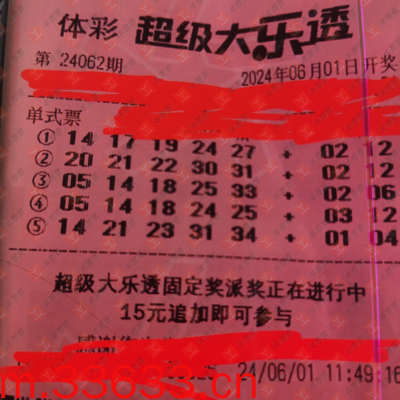 体彩 超级大乐透
第 24062期 2024年06月01日开奖
单式票
① 14 17 19 24 27 + 02 12
② 20 21 22 30 31 + 02 12
③ 05 14 18 25 33 + 02 06
④ 05 14 18 24 25 + 03 12
⑤ 14 21 23 31 34 + 01 04
超级大乐透固定奖派奖正在进行中
15元追加即可参与
24/06/01 11:49:16